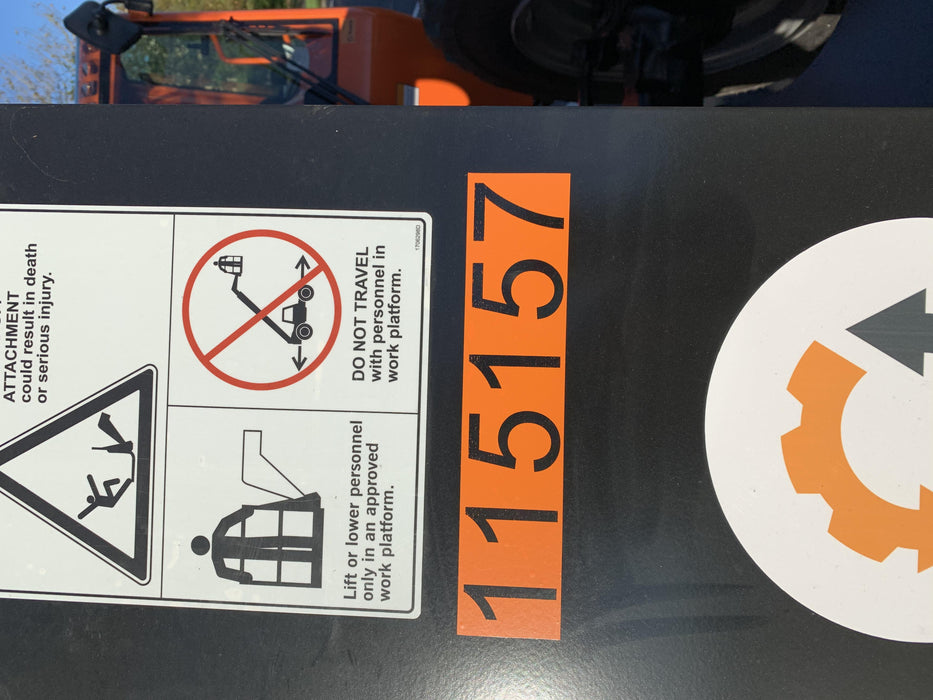 ATTACHMENT
could result in death
or serious injury.
Lift or lower personnel
only in an approved
work platform.
DO NOT TRAVEL
with personnel in
work platform.
115157